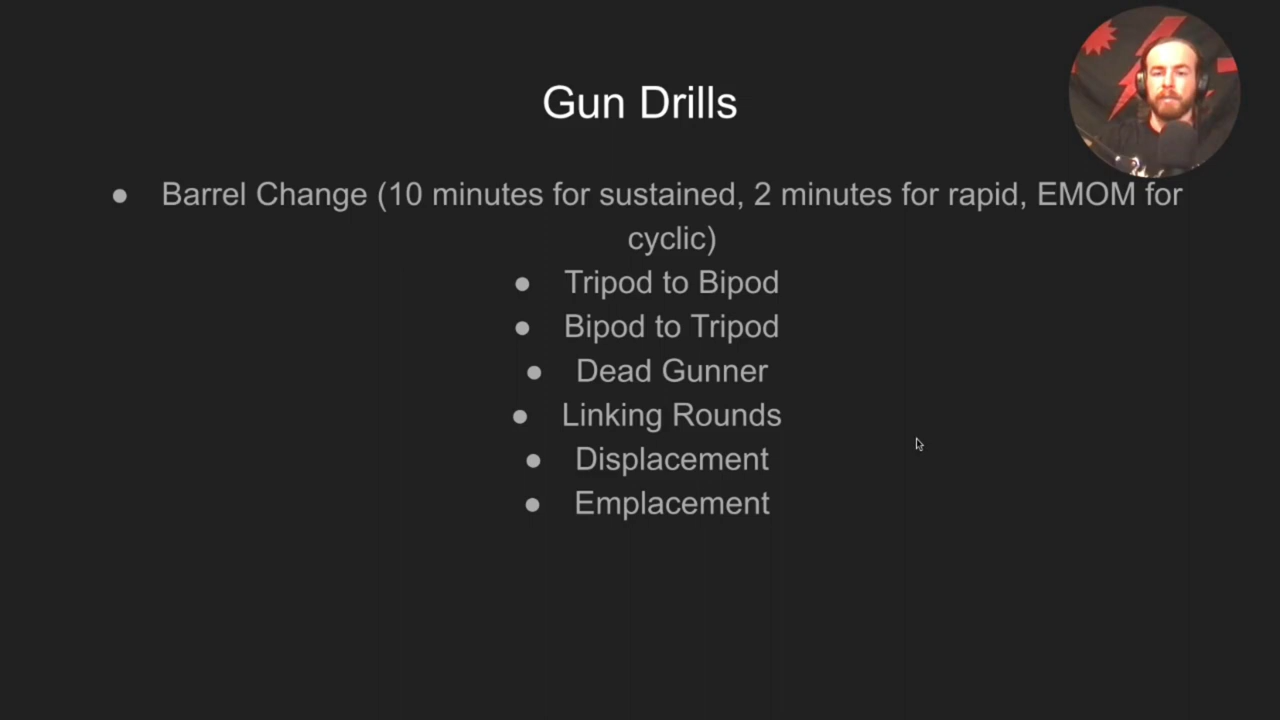 Gun Drills
● Barrel Change (10 minutes for sustained, 2 minutes for rapid, EMOM for
cyclic)
● Tripod to Bipod
● Bipod to Tripod
● Dead Gunner
● Linking Rounds
● Displacement
● Emplacement